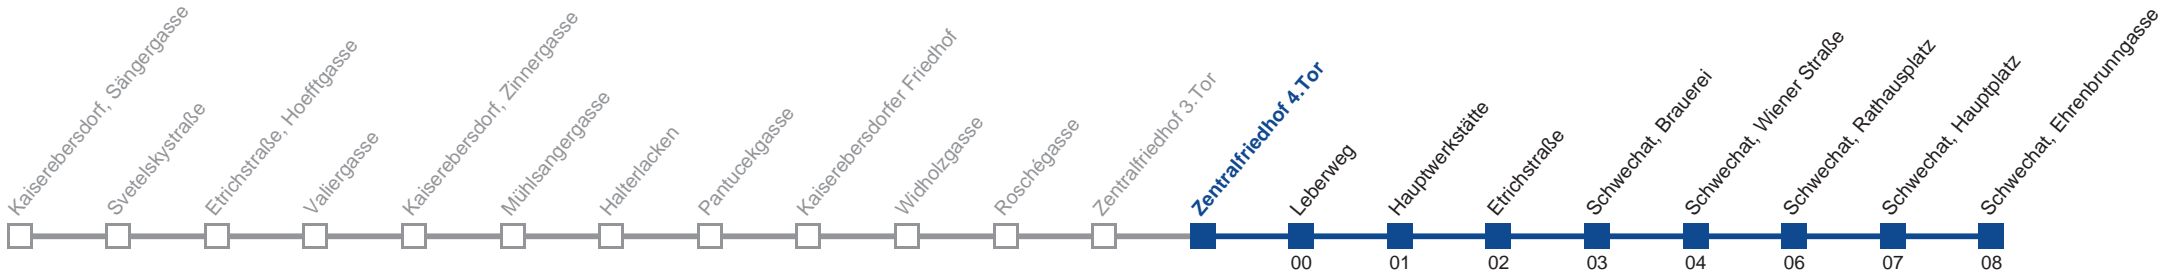 Kaiserebersdorf, Sängergasse
Svetelskystraße
Etrichstraße, Hoefftgasse
Valiergasse
Kaiserebersdorf, Zinnergasse
Mühlsangergasse
Halterlacken
Pantucekgasse
Kaiserebersdorfer Friedhof
Widholzgasse
Roschégasse
Zentralfriedhof 3.Tor
Zentralfriedhof 4.Tor
Leberweg
Hauptwerkstätte
Etrichstraße
Schwechat, Brauerei
Schwechat, Wiener Straße
Schwechat, Rathausplatz
Schwechat, Hauptplatz
Schwechat, Ehrenbrunngasse
00 01 02 03 04 06 07 08